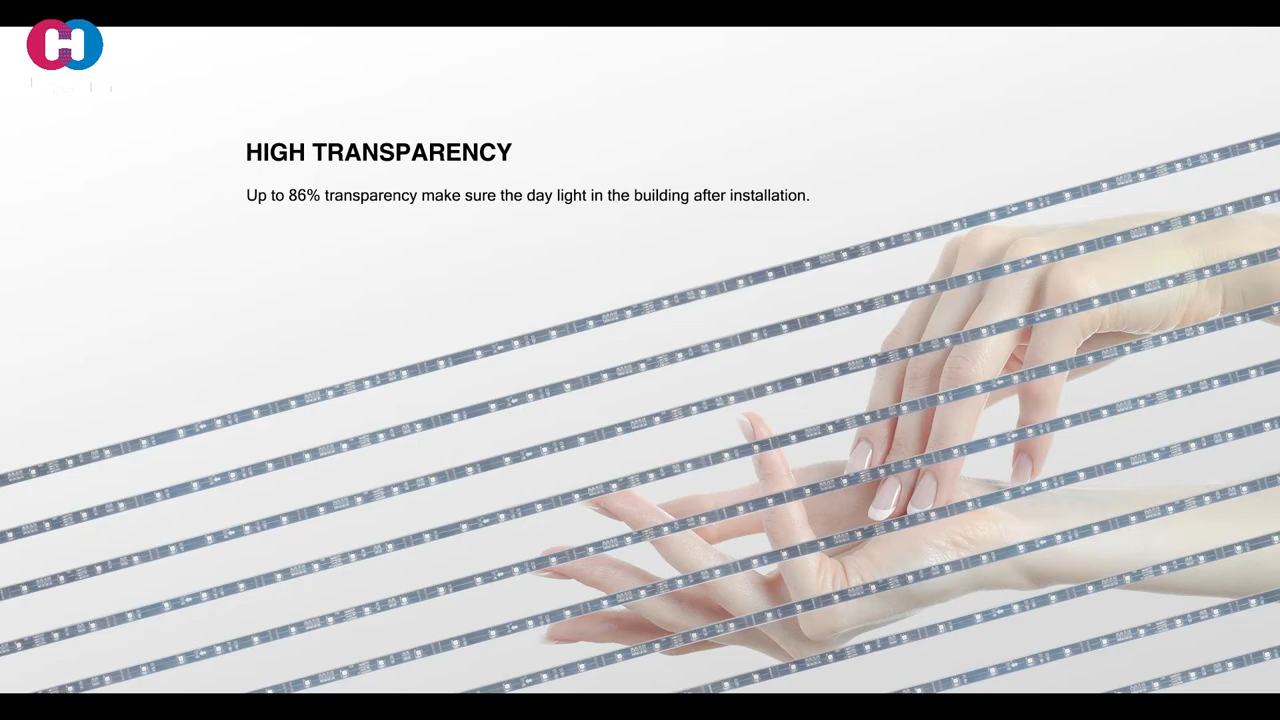 HIGH TRANSPARENCY
Up to 86% transparency make sure the day light in the building after installation.